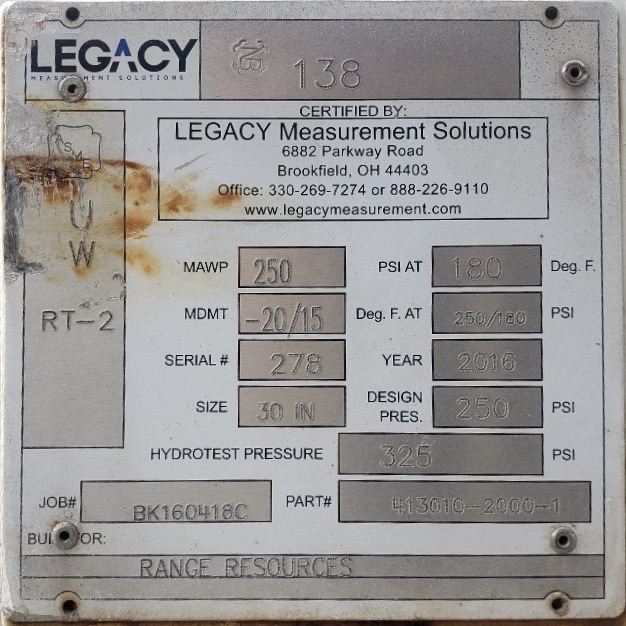 LEGACY
MEASUREMENT SOLUTIONS
NB 138
CERTIFIED BY:
LEGACY Measurement Solutions
6882 Parkway Road
Brookfield, OH 44403
Office: 330-269-7274 or 888-226-9110
www.legacymeasurement.com
ASME
U
W
RT-2
MAWP 250 PSI AT 180 Deg. F.
MDMT -20/15 Deg. F. AT 250/180 PSI
SERIAL # 278 YEAR 2016
SIZE 30 IN DESIGN PRES. 250 PSI
HYDROTEST PRESSURE 325 PSI
JOB# BK160418C PART# 413010-2000-1
FOR:
RANGE RESOURCES